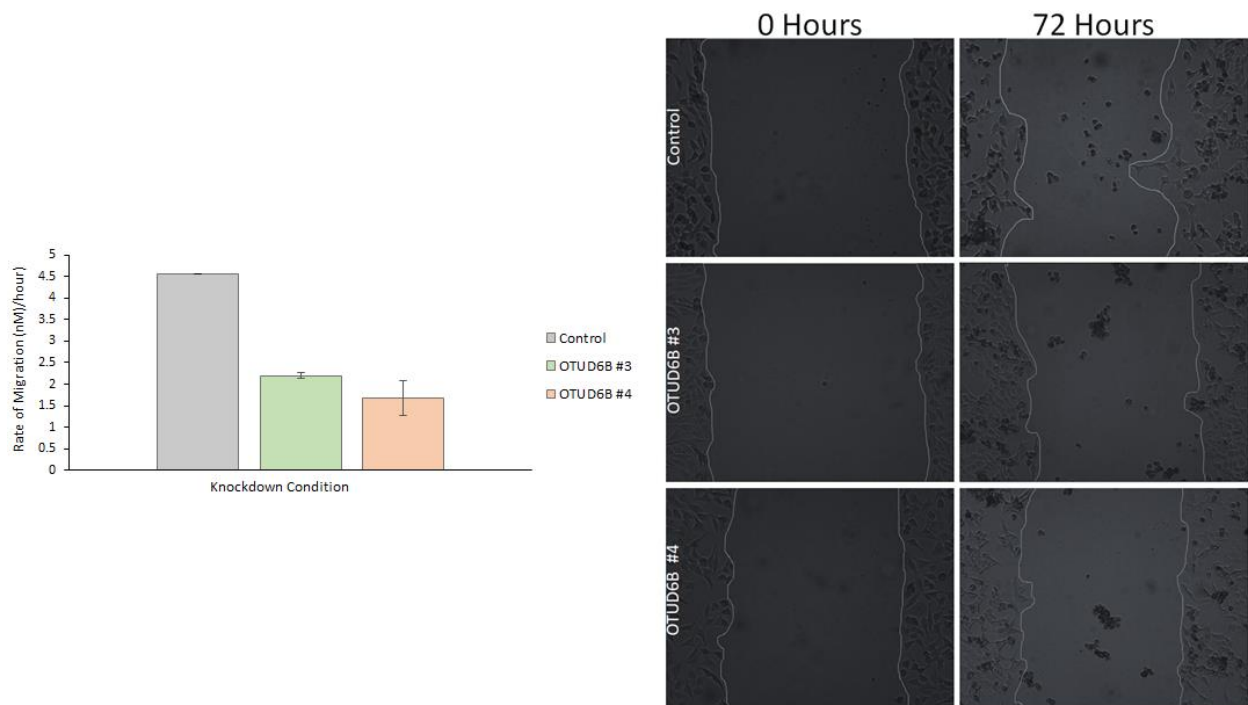 Rate of Migration (nM)/hour
5
4.5
4
3.5
3
2.5
2
1.5
1
0.5
0
Knockdown Condition
Control
OTUD6B #3
OTUD6B #4
0 Hours
72 Hours
Control
OTUD6B #3
OTUD6B #4